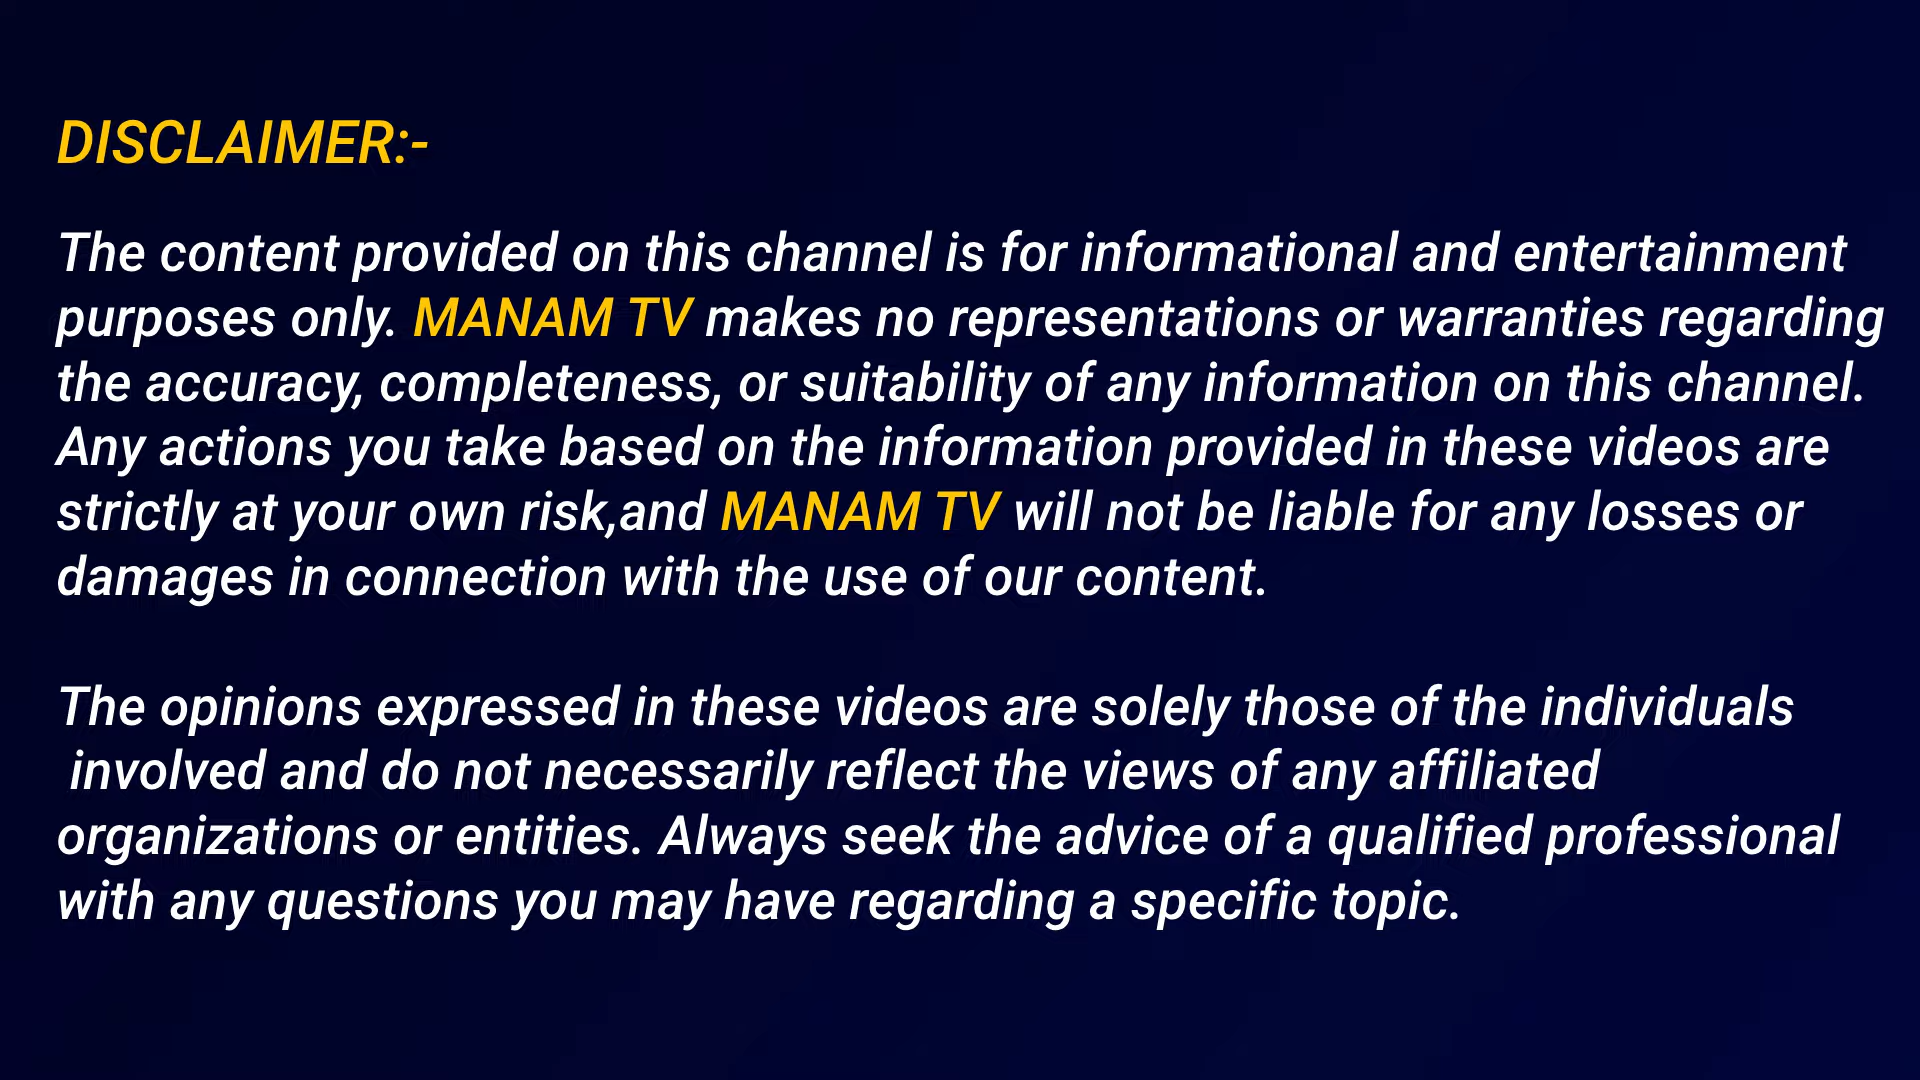 DISCLAIMER:-
The content provided on this channel is for informational and entertainment
purposes only. MANAM TV makes no representations or warranties regarding
the accuracy, completeness, or suitability of any information on this channel.
Any actions you take based on the information provided in these videos are
strictly at your own risk,and MANAM TV will not be liable for any losses or
damages in connection with the use of our content.
The opinions expressed in these videos are solely those of the individuals
involved and do not necessarily reflect the views of any affiliated
organizations or entities. Always seek the advice of a qualified professional
with any questions you may have regarding a specific topic.